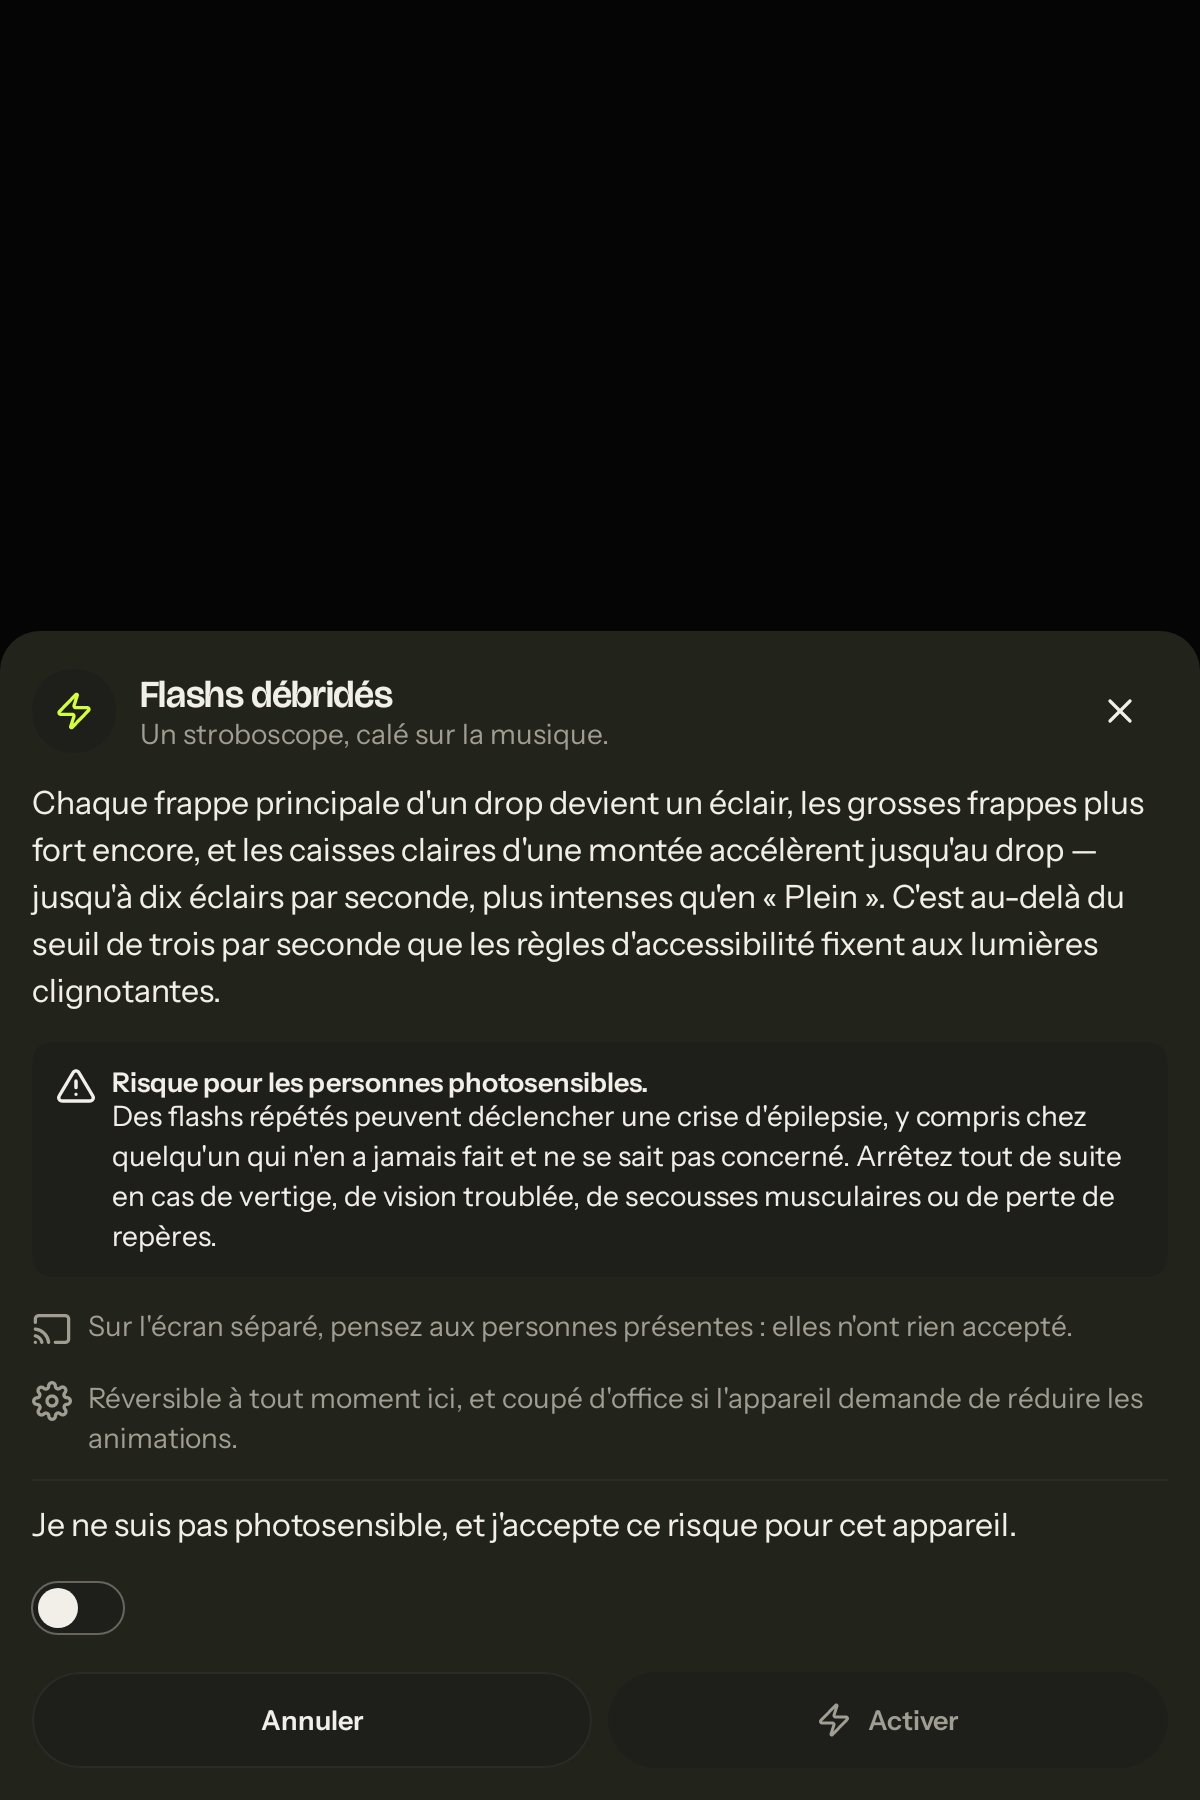 Flashs débridés
Un stroboscope, calé sur la musique.
Chaque frappe principale d'un drop devient un éclair, les grosses frappes plus
fort encore, et les caisses claires d'une montée accélèrent jusqu'au drop —
jusqu'à dix éclairs par seconde, plus intenses qu'en « Plein ». C'est au-delà du
seuil de trois par seconde que les règles d'accessibilité fixent aux lumières
clignotantes.
Risque pour les personnes photosensibles.
Des flashs répétés peuvent déclencher une crise d'épilepsie, y compris chez
quelqu'un qui n'en a jamais fait et ne se sait pas concerné. Arrêtez tout de suite
en cas de vertige, de vision troublée, de secousses musculaires ou de perte de
repères.
Sur l'écran séparé, pensez aux personnes présentes : elles n'ont rien accepté.
Réversible à tout moment ici, et coupé d'office si l'appareil demande de réduire les
animations.
Je ne suis pas photosensible, et j'accepte ce risque pour cet appareil.
Annuler
Activer